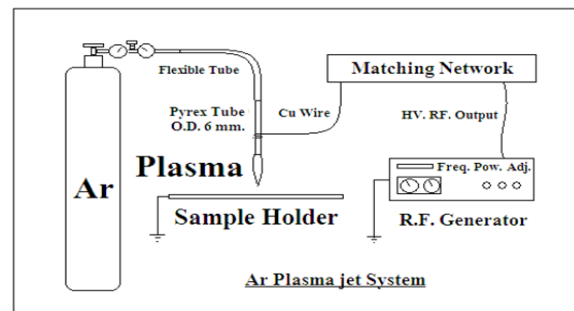 Flexible Tube
Matching Network
Pyrex Tube
O.D. 6 mm.
Cu Wire
HV. RF. Output
Plasma
Freq. Pow. Adj.
Ar
Sample Holder
R.F. Generator
Ar Plasma jet System